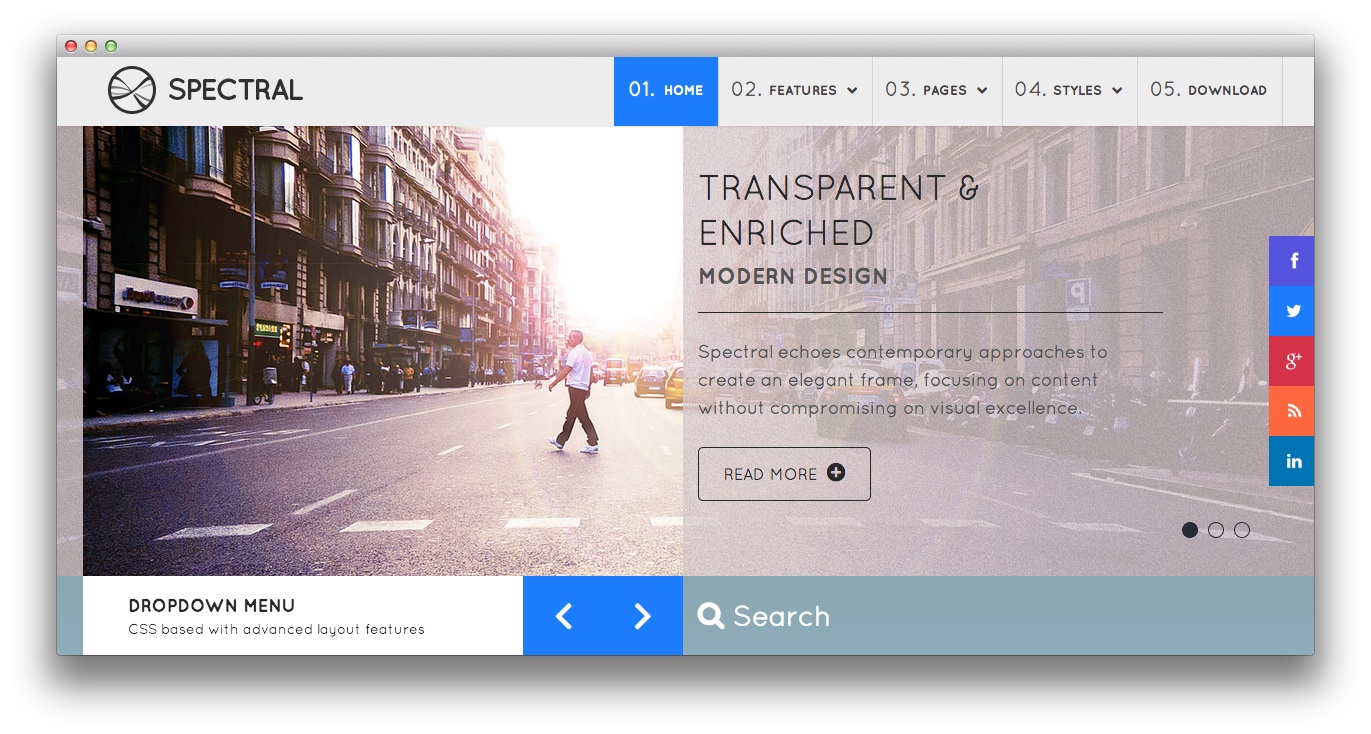 SPECTRAL
01. HOME
02. FEATURES
03. PAGES
04. STYLES
05. DOWNLOAD
TRANSPARENT &
ENRICHED
MODERN DESIGN
Spectral echoes contemporary approaches to
create an elegant frame, focusing on content
without compromising on visual excellence.
READ MORE
f
g+
in
DROPDOWN MENU
CSS based with advanced layout features
Search